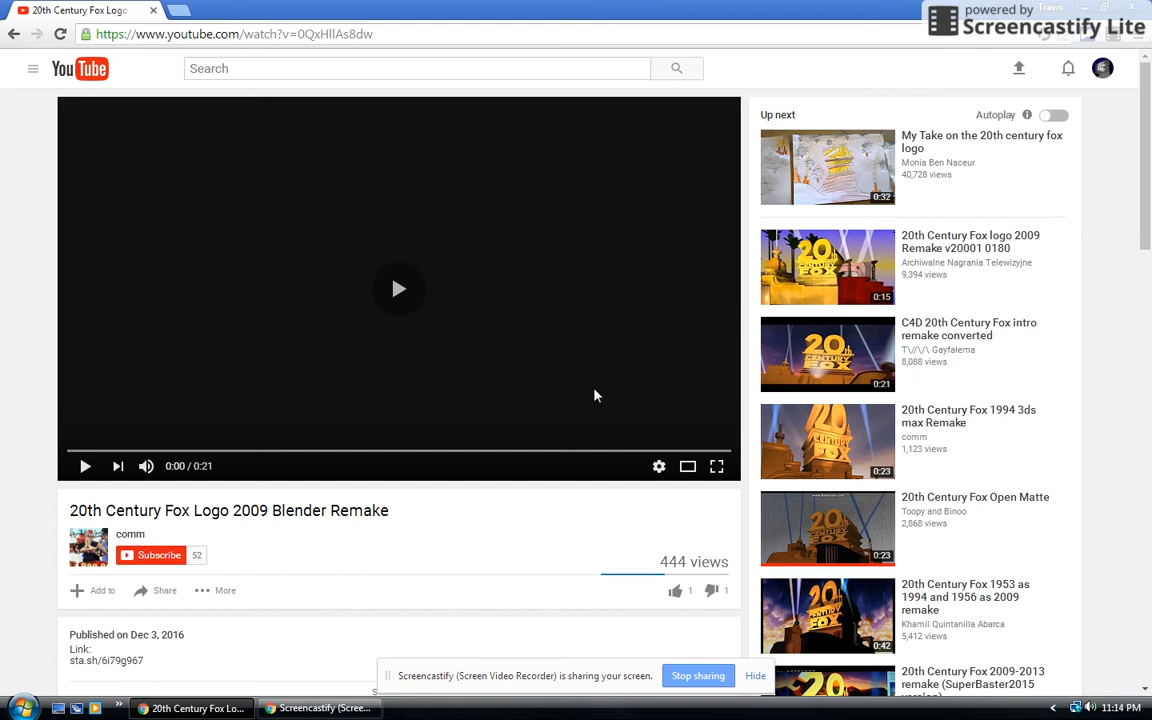 20th Century Fox Logo
Travis
powered by
Screencastify Lite
https://www.youtube.com/watch?v=0QxHllAs8dw
YouTube
Search
20
CENTURY
FOX
0:00 / 0:21
20th Century Fox Logo 2009 Blender Remake
comm
Subscribe 52
444 views
Add to Share More 1 1
Published on Dec 3, 2016
Link:
sta.sh/6i79g967
Up next Autoplay
My Take on the 20th century fox
logo
Monia Ben Naceur
40,728 views
0:32
20th Century Fox logo 2009
Remake v20001 0180
Archiwalne Nagrania Telewizyjne
9,394 views
0:15
C4D 20th Century Fox intro
remake converted
T\//\/\ Gayfałema
8,088 views
0:21
20th Century Fox 1994 3ds
max Remake
comm
1,123 views
0:23
20th Century Fox Open Matte
Toopy and Binoo
2,868 views
0:23
20th Century Fox 1953 as
1994 and 1956 as 2009
remake
Khamil Quintanilla Abarca
5,412 views
0:42
20th Century Fox 2009-2013
remake (SuperBaster2015
Screencastify (Screen Video Recorder) is sharing your screen. Stop sharing Hide
20th Century Fox Lo... Screencastify (Scree... 11:14 PM